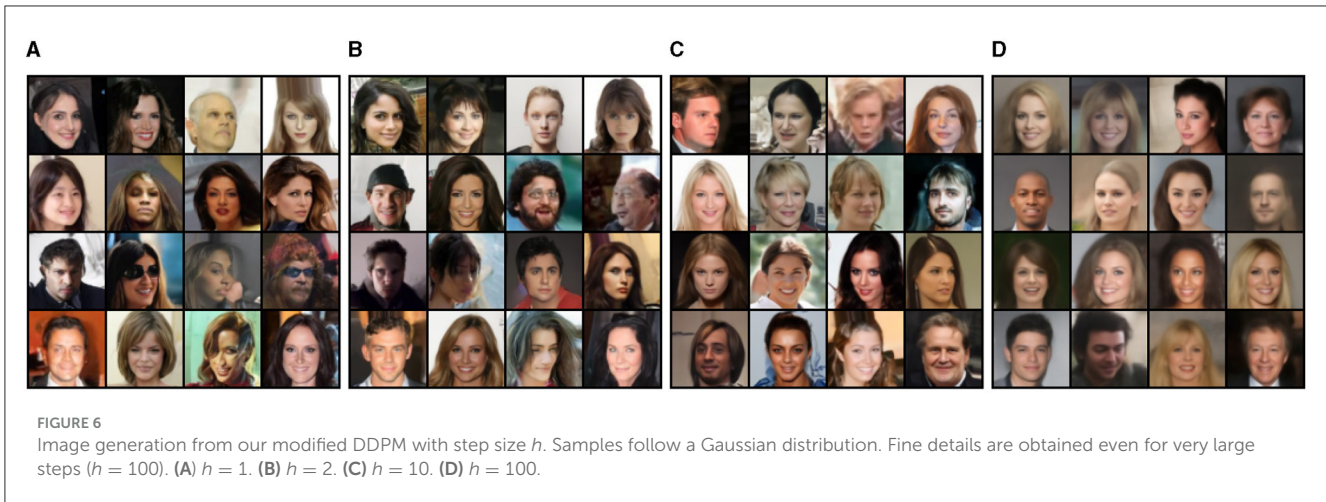 A B C D
FIGURE 6
Image generation from our modified DDPM with step size h. Samples follow a Gaussian distribution. Fine details are obtained even for very large
steps (h = 100). (A) h = 1. (B) h = 2. (C) h = 10. (D) h = 100.